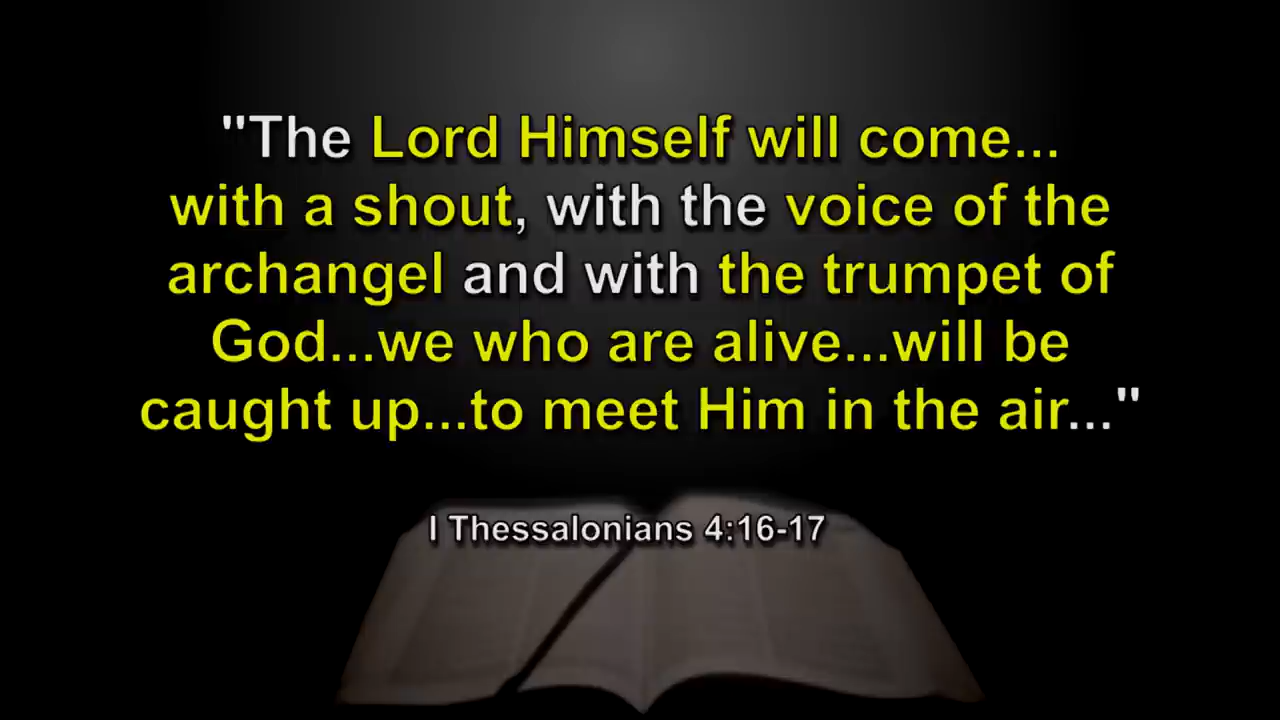 "The Lord Himself will come...
with a shout, with the voice of the
archangel and with the trumpet of
God...we who are alive...will be
caught up...to meet Him in the air..."
I Thessalonians 4:16-17